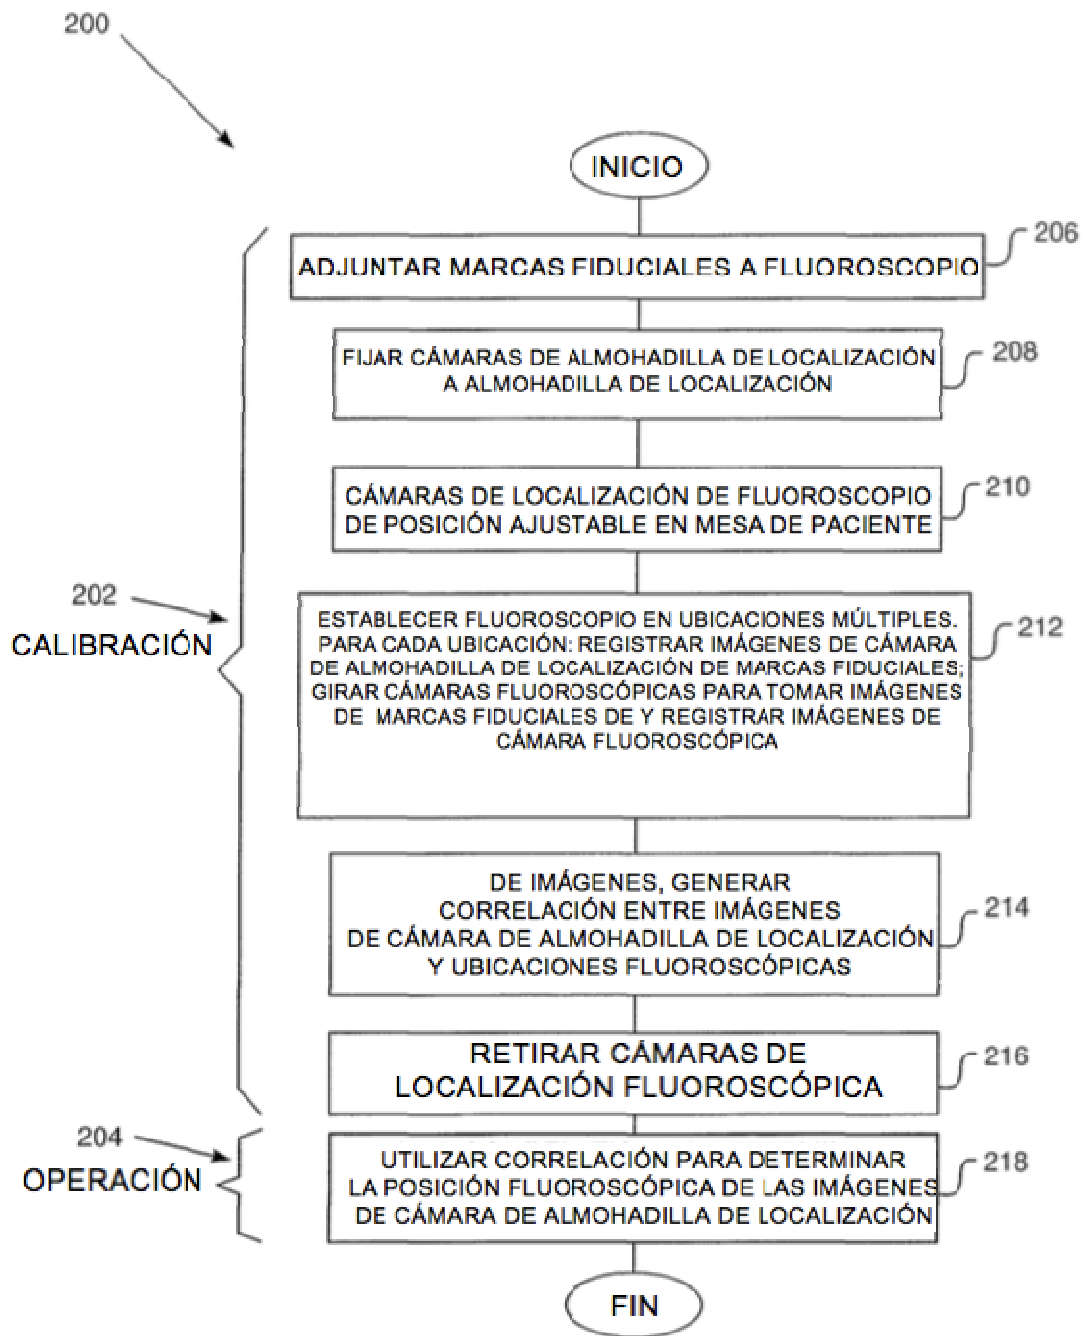 200
INICIO
206
ADJUNTAR MARCAS FIDUCIALES A FLUOROSCOPIO
208
FIJAR CÁMARAS DE ALMOHADILLA DE LOCALIZACIÓN
A ALMOHADILLA DE LOCALIZACIÓN
210
CÁMARAS DE LOCALIZACIÓN DE FLUOROSCOPIO
DE POSICIÓN AJUSTABLE EN MESA DE PACIENTE
202
CALIBRACIÓN
212
ESTABLECER FLUOROSCOPIO EN UBICACIONES MÚLTIPLES.
PARA CADA UBICACIÓN: REGISTRAR IMÁGENES DE CÁMARA
DE ALMOHADILLA DE LOCALIZACIÓN DE MARCAS FIDUCIALES;
GIRAR CÁMARAS FLUOROSCÓPICAS PARA TOMAR IMÁGENES
DE MARCAS FIDUCIALES DE Y REGISTRAR IMÁGENES DE
CÁMARA FLUOROSCÓPICA
214
DE IMÁGENES, GENERAR
CORRELACIÓN ENTRE IMÁGENES
DE CÁMARA DE ALMOHADILLA DE LOCALIZACIÓN
Y UBICACIONES FLUOROSCÓPICAS
216
RETIRAR CÁMARAS DE
LOCALIZACIÓN FLUOROSCÓPICA
204
OPERACIÓN
218
UTILIZAR CORRELACIÓN PARA DETERMINAR
LA POSICIÓN FLUOROSCÓPICA DE LAS IMÁGENES
DE CÁMARA DE ALMOHADILLA DE LOCALIZACIÓN
FIN